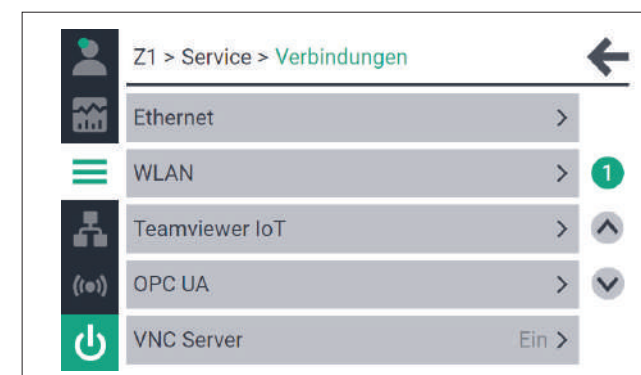 Z1 > Service > Verbindungen
Ethernet >
WLAN >
1
Teamviewer IoT >
OPC UA >
VNC Server Ein >